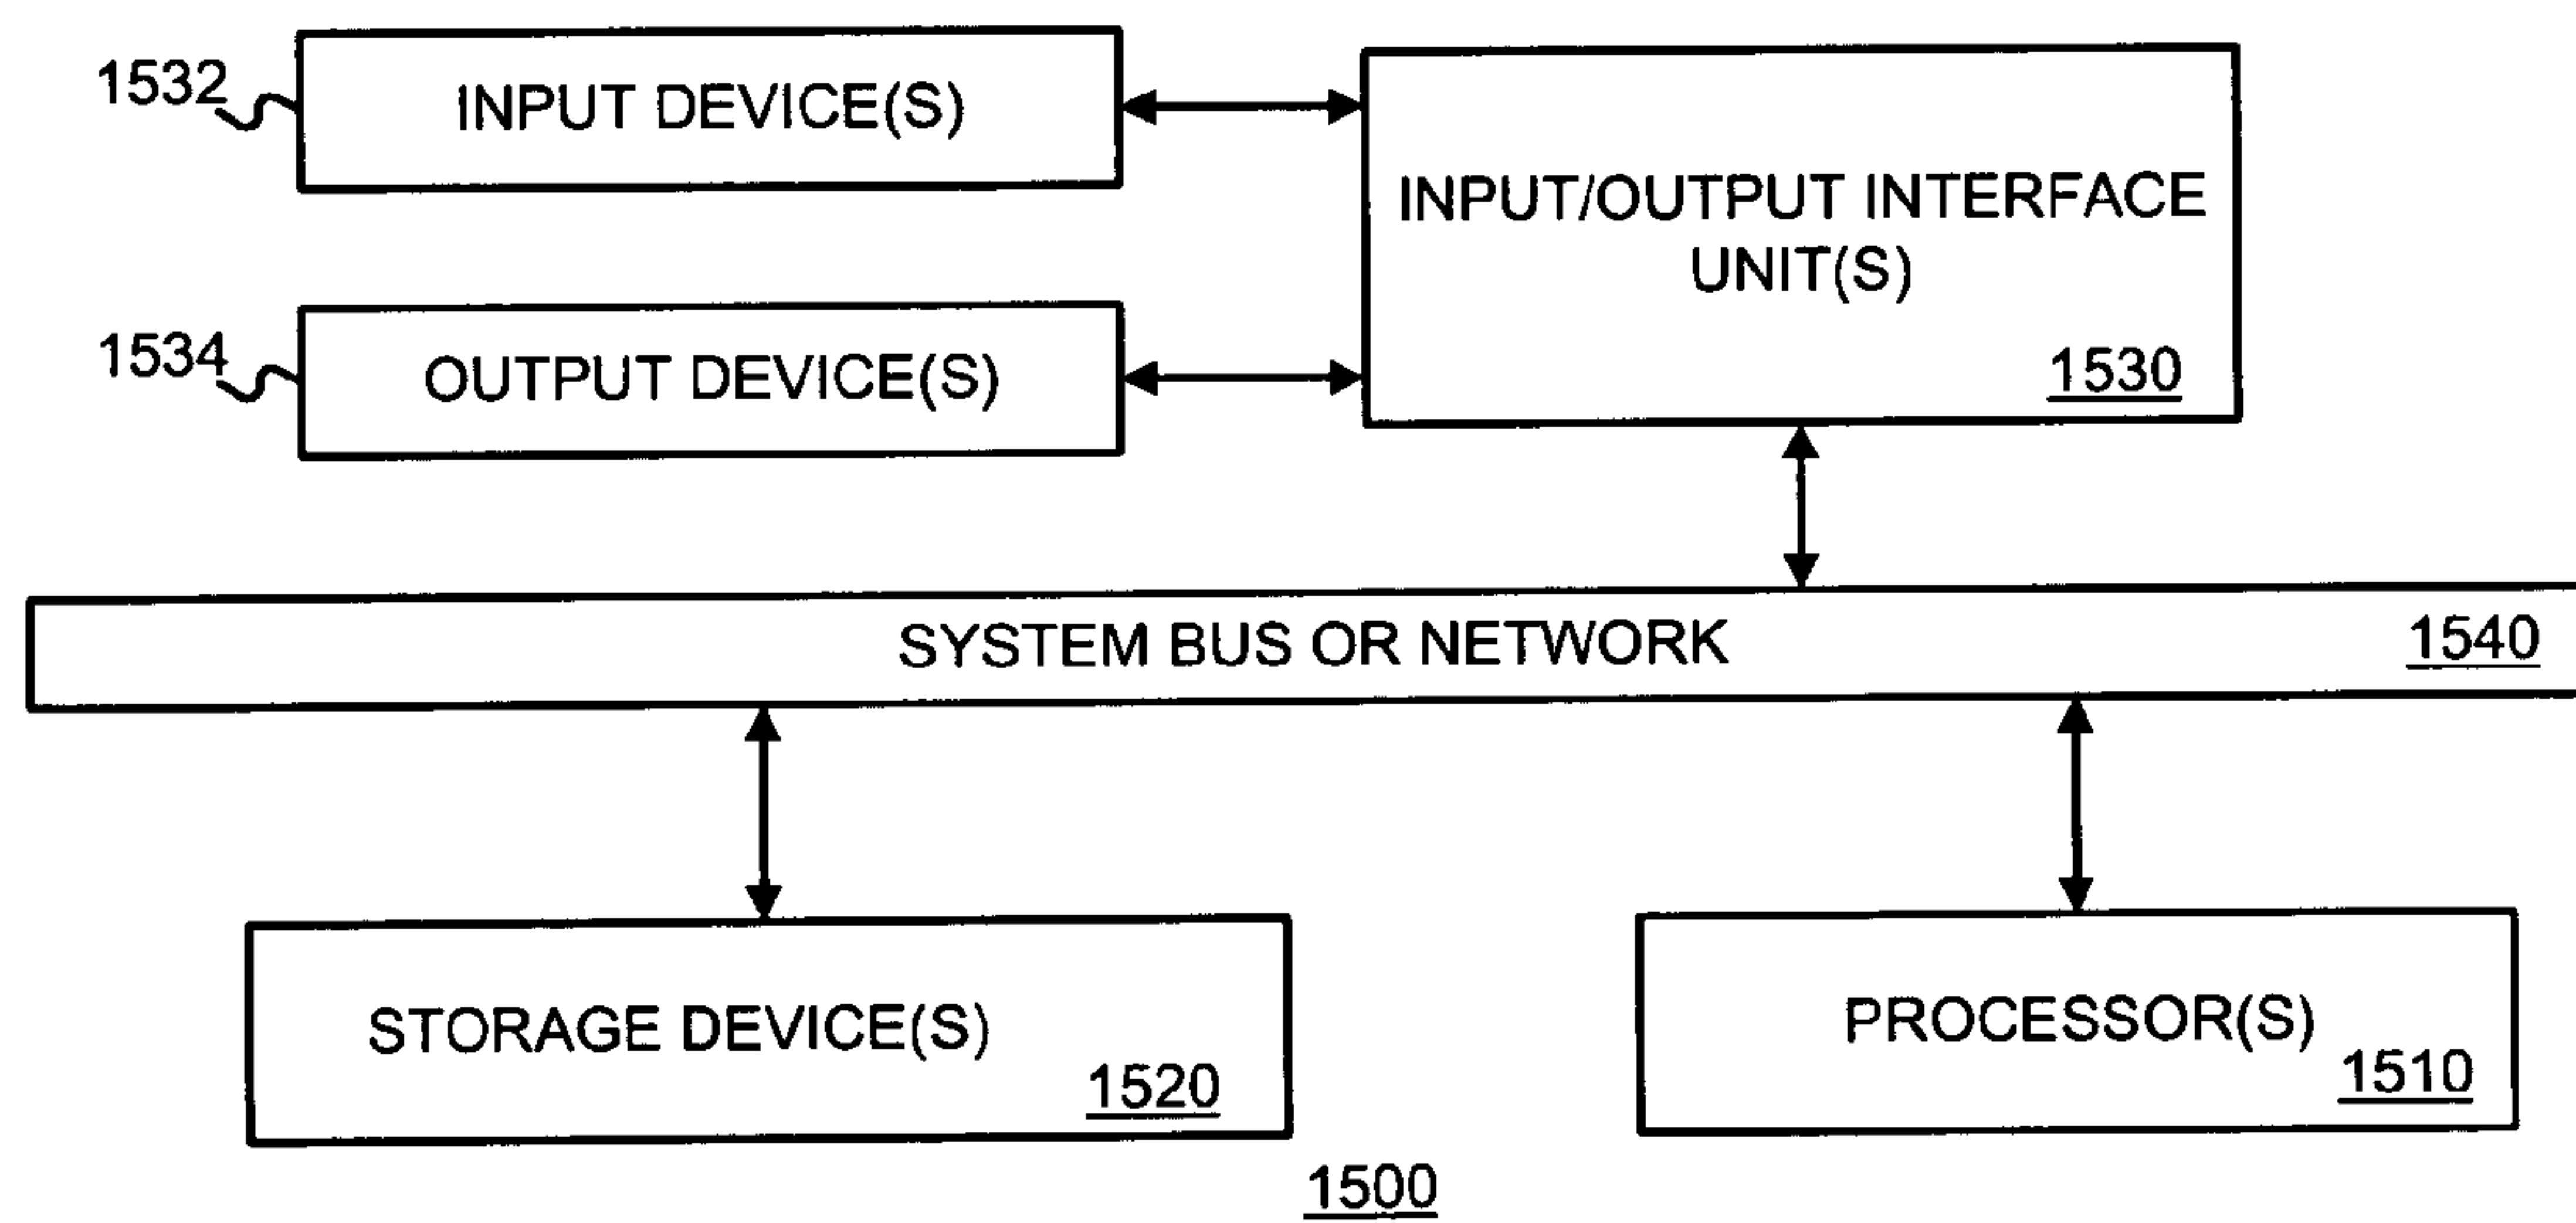 1532
INPUT DEVICE(S)
INPUT/OUTPUT INTERFACE
UNIT(S)
1530
1534
OUTPUT DEVICE(S)
SYSTEM BUS OR NETWORK
1540
STORAGE DEVICE(S)
1520
PROCESSOR(S)
1510
1500